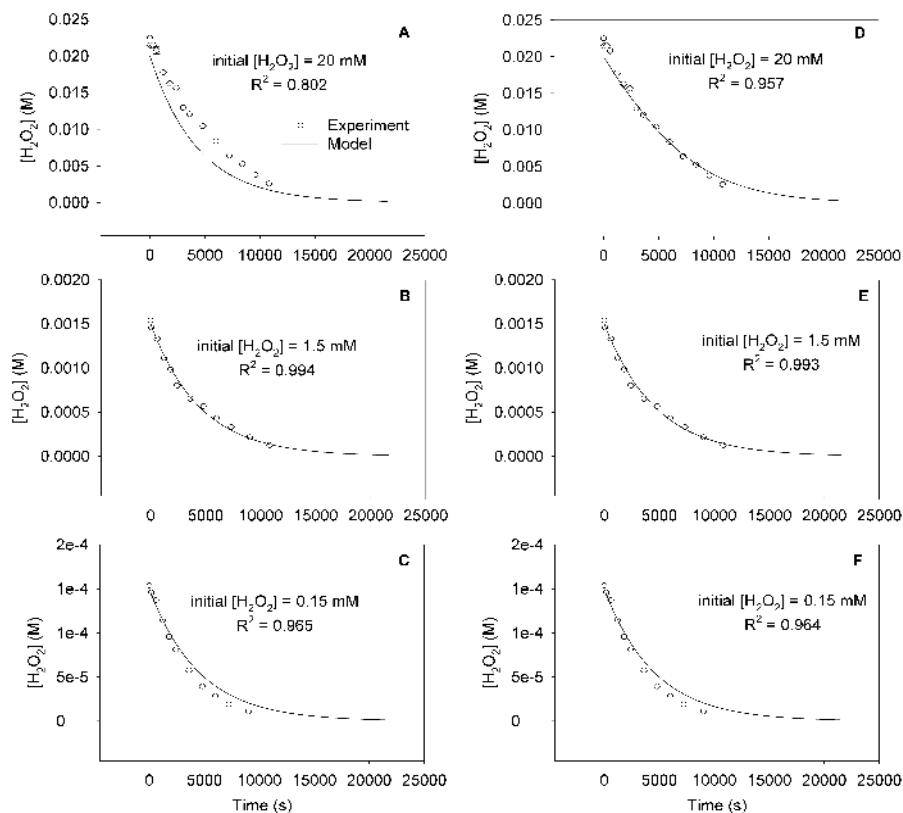 A
initial [H₂O₂] = 20 mM
R² = 0.802
Experiment
Model
[H₂O₂] (M)
0.025
0.020
0.015
0.010
0.005
0.000
0 5000 10000 15000 20000 25000
D
initial [H₂O₂] = 20 mM
R² = 0.957
[H₂O₂] (M)
0.025
0.020
0.015
0.010
0.005
0.000
0 5000 10000 15000 20000 25000
B
initial [H₂O₂] = 1.5 mM
R² = 0.994
[H₂O₂] (M)
0.0020
0.0015
0.0010
0.0005
0.0000
0 5000 10000 15000 20000 25000
E
initial [H₂O₂] = 1.5 mM
R² = 0.993
[H₂O₂] (M)
0.0020
0.0015
0.0010
0.0005
0.0000
0 5000 10000 15000 20000 25000
C
initial [H₂O₂] = 0.15 mM
R² = 0.965
[H₂O₂] (M)
2e-4
1e-4
1e-4
5e-5
0
0 5000 10000 15000 20000 25000
Time (s)
F
initial [H₂O₂] = 0.15 mM
R² = 0.964
[H₂O₂] (M)
2e-4
1e-4
1e-4
5e-5
0
0 5000 10000 15000 20000 25000
Time (s)